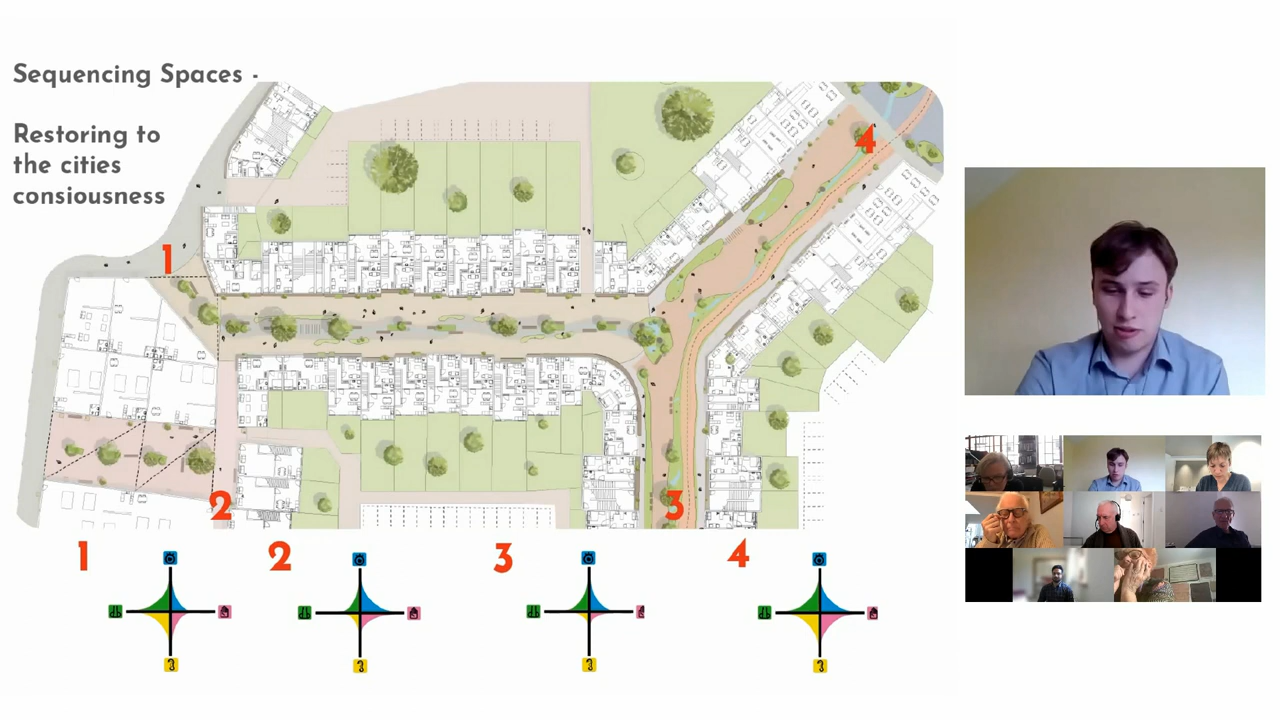 Sequencing Spaces -
Restoring to
the cities
consiousness
1
4
2
3
1
2
3
4